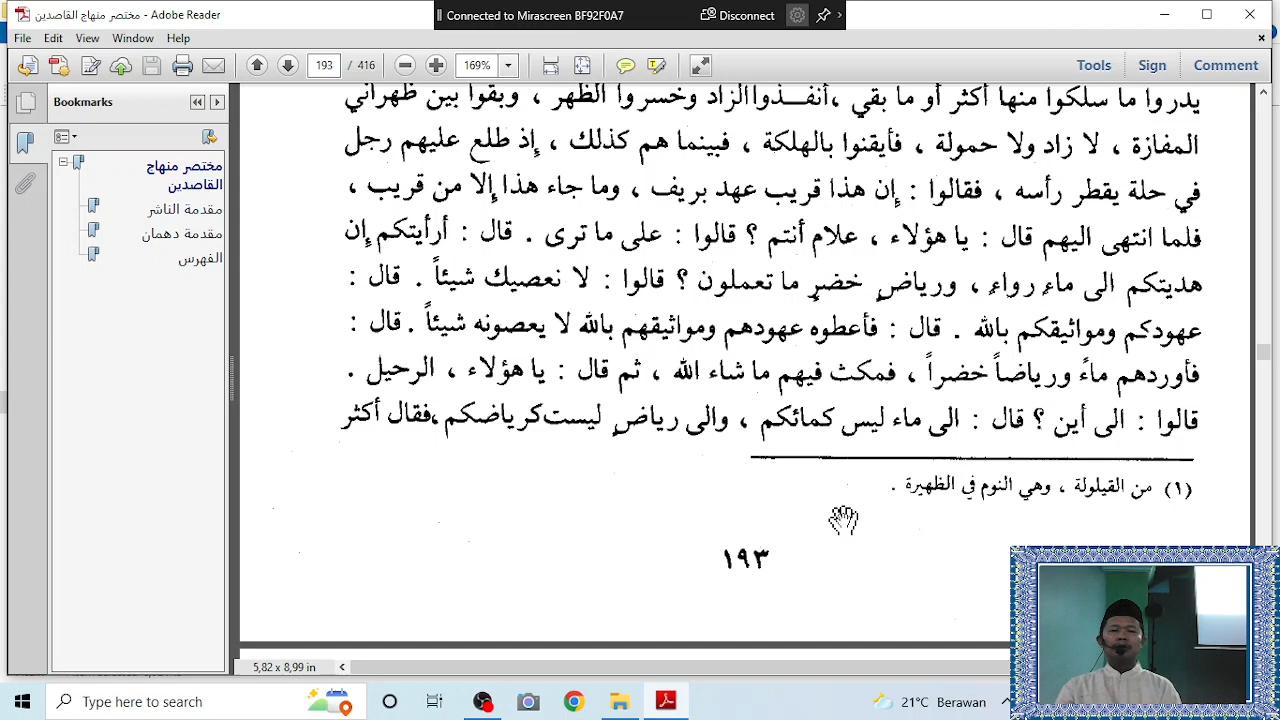 مختصر منهاج القاصدين - Adobe Reader
Connected to Mirascreen BF92F0A7
Disconnect
File Edit View Window Help
193 / 416
169%
Tools Sign Comment
Bookmarks
مختصر منهاج
القاصدين
مقدمة الناشر
مقدمة دهمان
الفهرس
يدروا ما سلكوا منها أكثر أو ما بقي ، أنفذوا الزاد وخسروا الظهر ، وبقوا بين ظهراني
المفازة ، لا زاد ولا حمولة ، فأيقنوا بالهلكة ، فبينما هم كذلك ، إذ طلع عليهم رجل
في حلة يقطر رأسه ، فقالوا : إن هذا قريب عهد بريف ، وما جاء هذا إلا من قريب ،
فلما انتهى اليهم قال : يا هؤلاء ، علام أنتم ؟ قالوا : على ما ترى . قال : أرأيتكم إن
هديتكم الى ماءٍ رواءٍ ، ورياضٍ خضرٍ ما تعملون ؟ قالوا : لا نعصيك شيئاً . قال :
عهودكم ومواثيقكم بالله . قال : فأعطوه عهودهم ومواثيقهم بالله لا يعصونه شيئاً . قال :
فأوردهم ماءً ورياضاً خضراً ، فمكث فيهم ما شاء الله ، ثم قال : يا هؤلاء ، الرحيل .
قالوا : الى أين ؟ قال : الى ماء ليس كمائكم ، والى رياضٍ ليست كرياضكم ، فقال أكثر
(١) من القيلولة ، وهي النوم في الظهيرة .
١٩٣
5,82 x 8,99 in
Type here to search
21°C Berawan